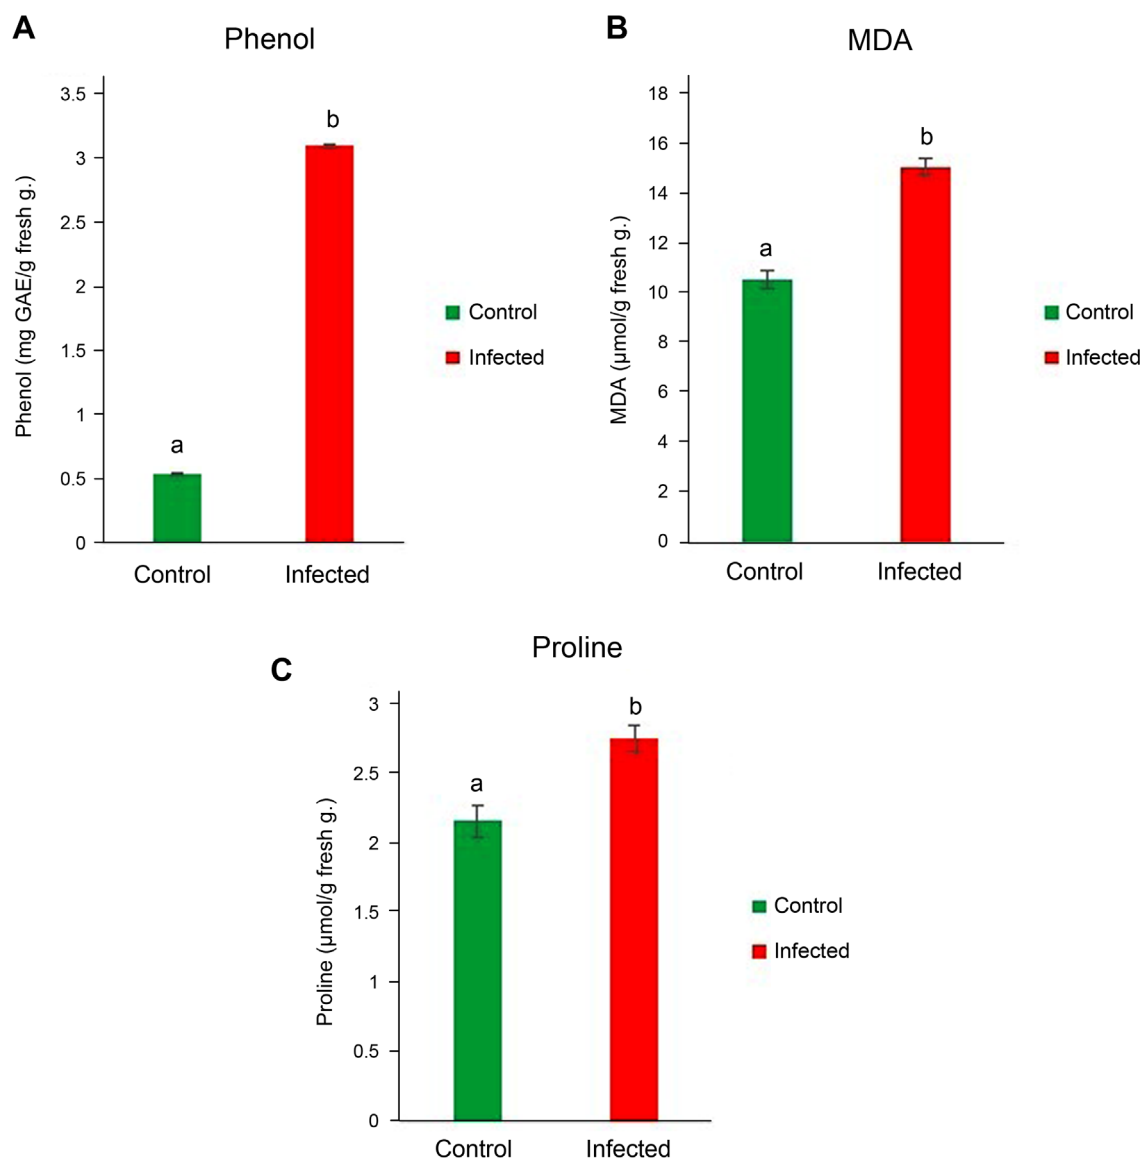 A
Phenol
Phenol (mg GAE/g fresh g.)
3.5
3
2.5
2
1.5
1
0.5
0
a
b
Control
Infected
Control
Infected
B
MDA
MDA (µmol/g fresh g.)
18
16
14
12
10
8
6
4
2
0
a
b
Control
Infected
Control
Infected
C
Proline
Proline (µmol/g fresh g.)
3
2.5
2
1.5
1
0.5
0
a
b
Control
Infected
Control
Infected